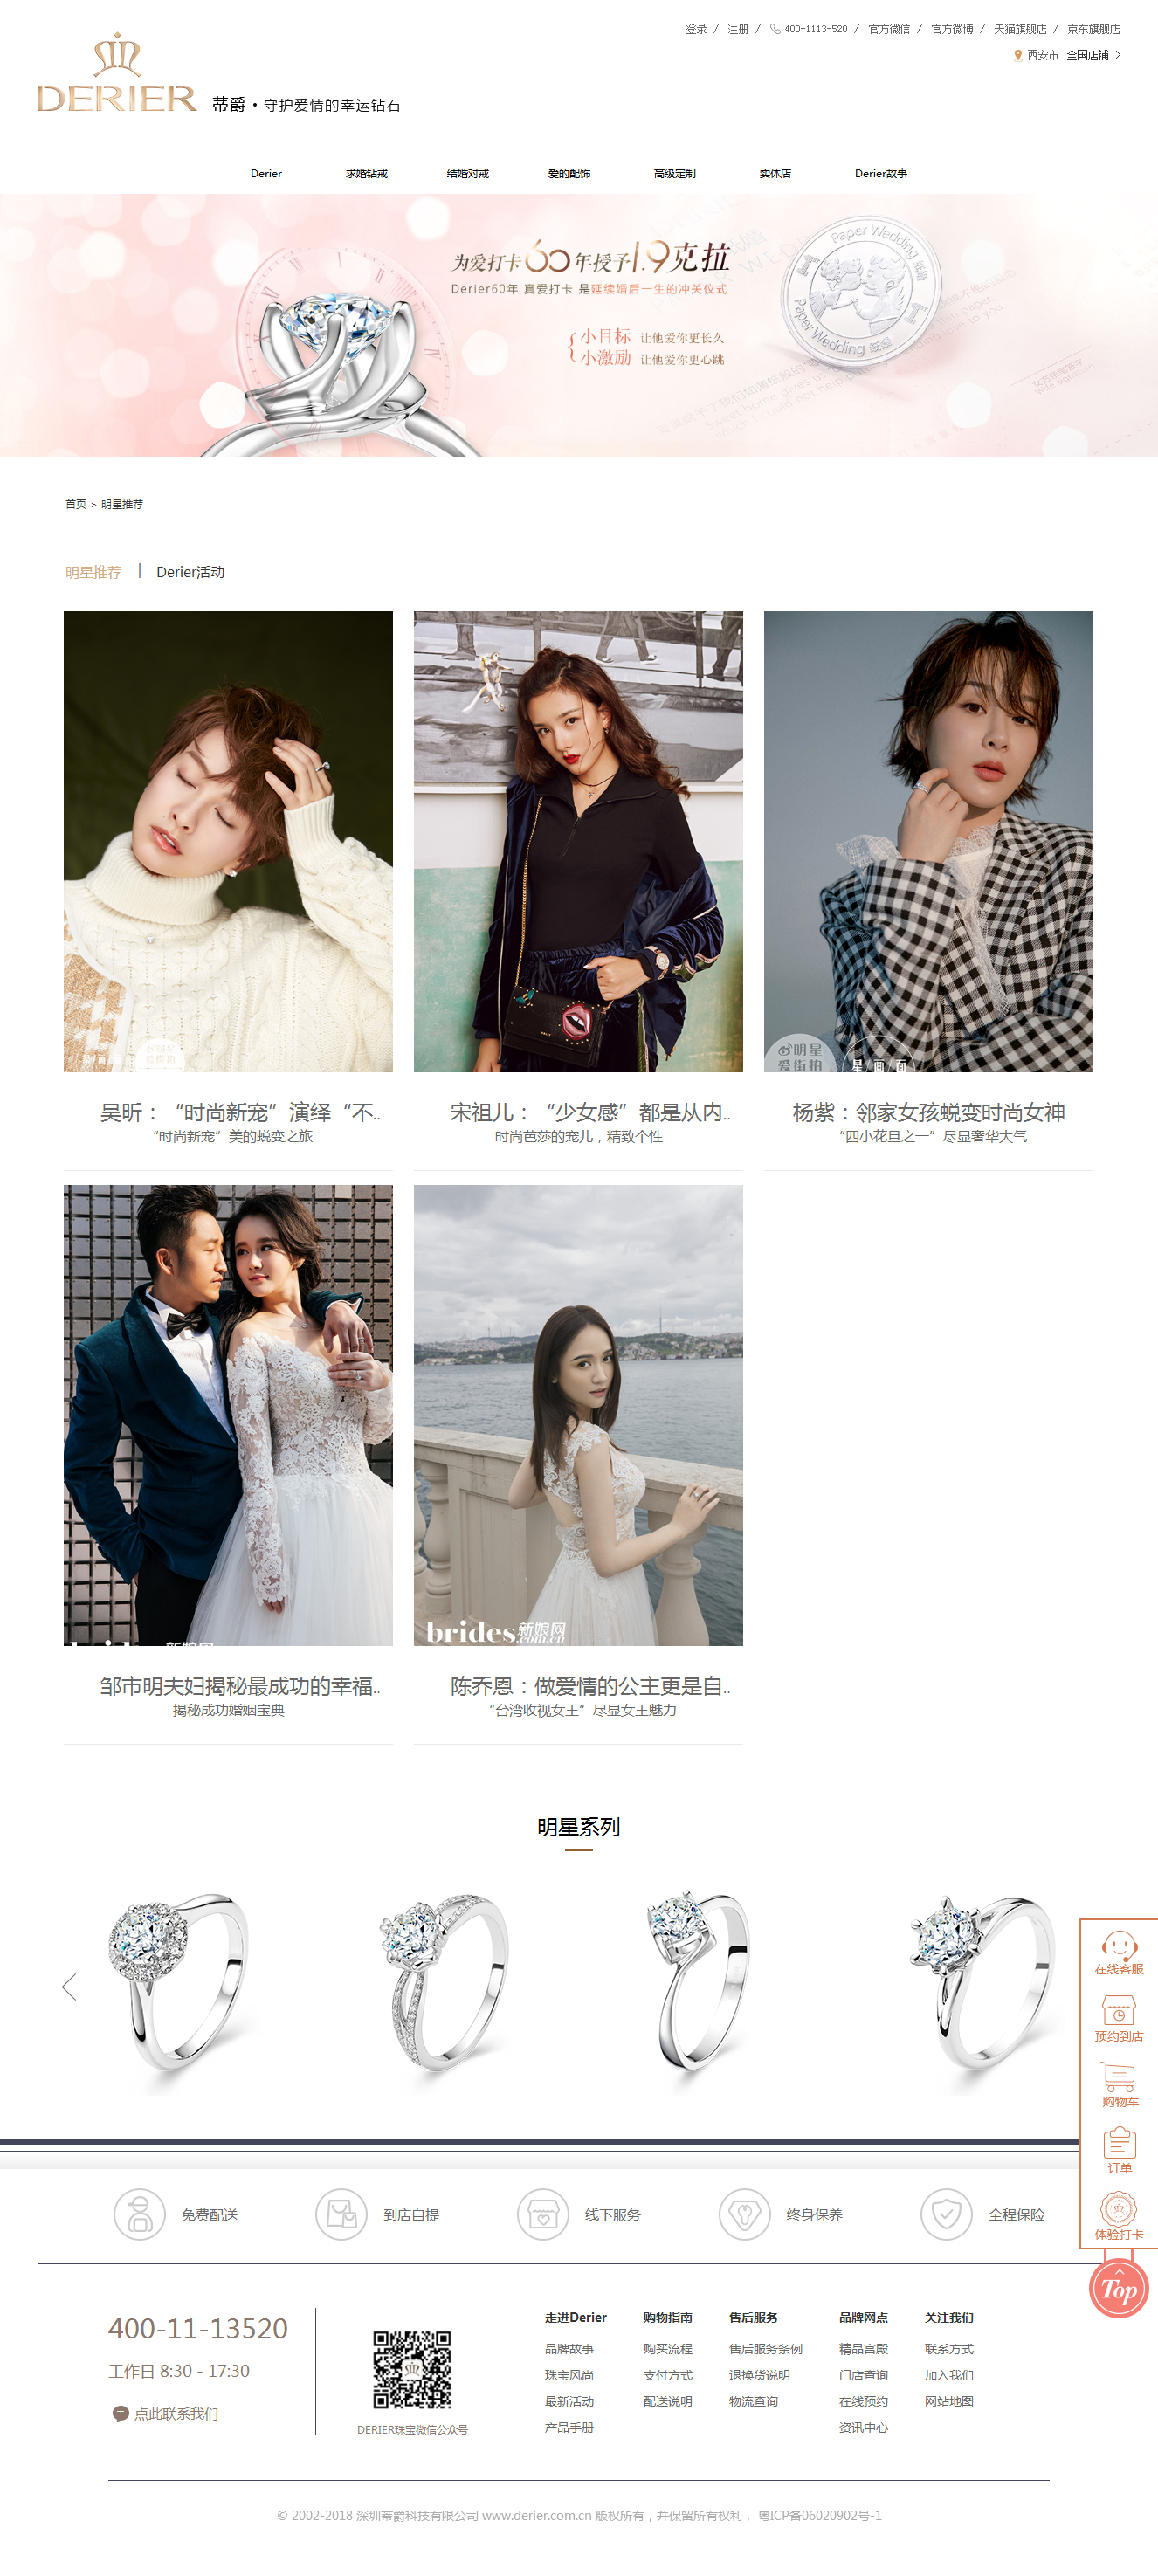 登录 / 注册 / 400-1113-520 / 官方微信 / 官方微博 / 天猫旗舰店 / 京东旗舰店
西安市 全国店铺 >
DERIER 蒂爵·守护爱情的幸运钻石
Derier 求婚钻戒 结婚对戒 爱的配饰 高级定制 实体店 Derier故事
为爱打卡60年授予1.9克拉
Derier60年 真爱打卡 是延续婚后一生的冲关仪式
小目标 让他爱你更长久
小激励 让他爱你更心跳
Paper Wedding 纸婚
Paper Wedding 纸婚
首页 > 明星推荐
明星推荐 | Derier活动
明星
爱街拍
星/画/面
吴昕：“时尚新宠”演绎“不..
宋祖儿：“少女感”都是从内..
杨紫：邻家女孩蜕变时尚女神
“时尚新宠”美的蜕变之旅
时尚芭莎的宠儿，精致个性
“四小花旦之一”尽显奢华大气
brides 新娘网
brides 新娘网
.com.cn
邹市明夫妇揭秘最成功的幸福..
陈乔恩：做爱情的公主更是自..
揭秘成功婚姻宝典
“台湾收视女王”尽显女王魅力
明星系列
在线客服
预约到店
购物车
订单
体验打卡
Top
免费配送 到店自提 线下服务 终身保养 全程保险
400-11-13520
工作日 8:30 - 17:30
点此联系我们
DERIER珠宝微信公众号
走进Derier 购物指南 售后服务 品牌网点 关注我们
品牌故事 购买流程 售后服务条例 精品宫殿 联系方式
珠宝风尚 支付方式 退换货说明 门店查询 加入我们
最新活动 配送说明 物流查询 在线预约 网站地图
产品手册 资讯中心
© 2002-2018 深圳蒂爵科技有限公司 www.derier.com.cn 版权所有，并保留所有权利， 粤ICP备06020902号-1